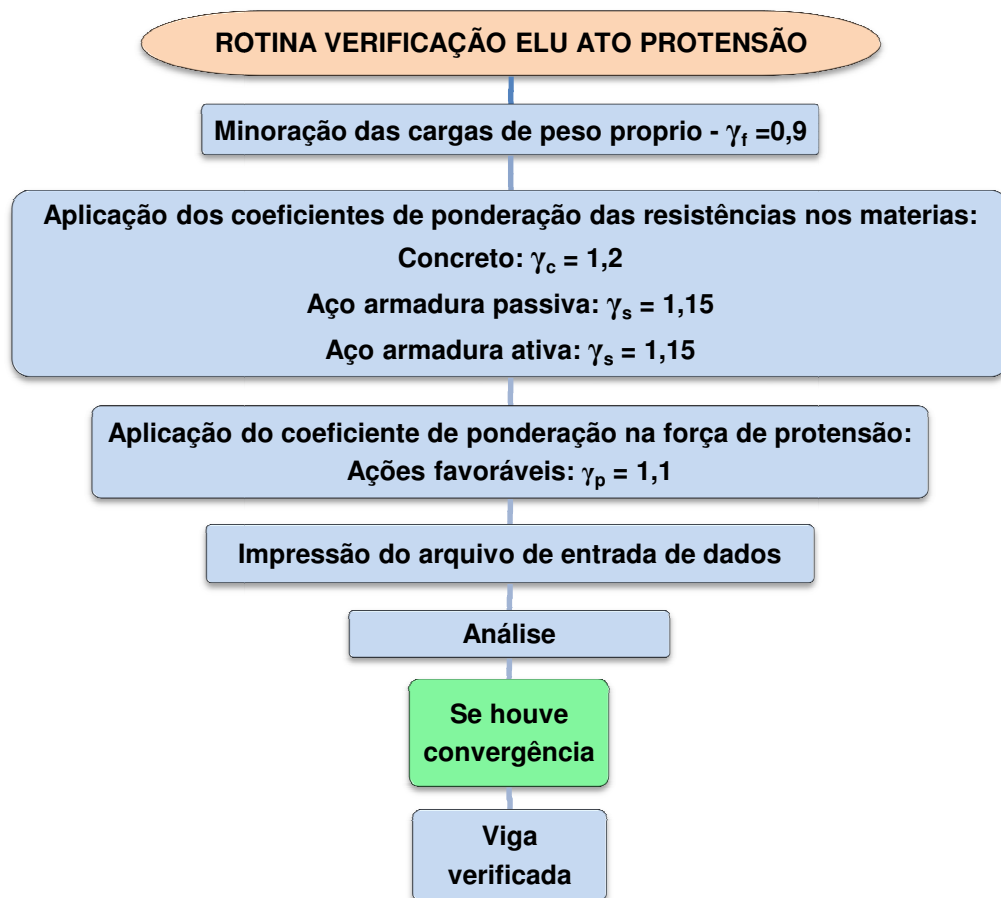 ROTINA VERIFICAÇÃO ELU ATO PROTENSÃO
Minoração das cargas de peso proprio - γf =0,9
Aplicação dos coeficientes de ponderação das resistências nos materias:
Concreto: γc = 1,2
Aço armadura passiva: γs = 1,15
Aço armadura ativa: γs = 1,15
Aplicação do coeficiente de ponderação na força de protensão:
Ações favoráveis: γp = 1,1
Impressão do arquivo de entrada de dados
Análise
Se houve
convergência
Viga
verificada